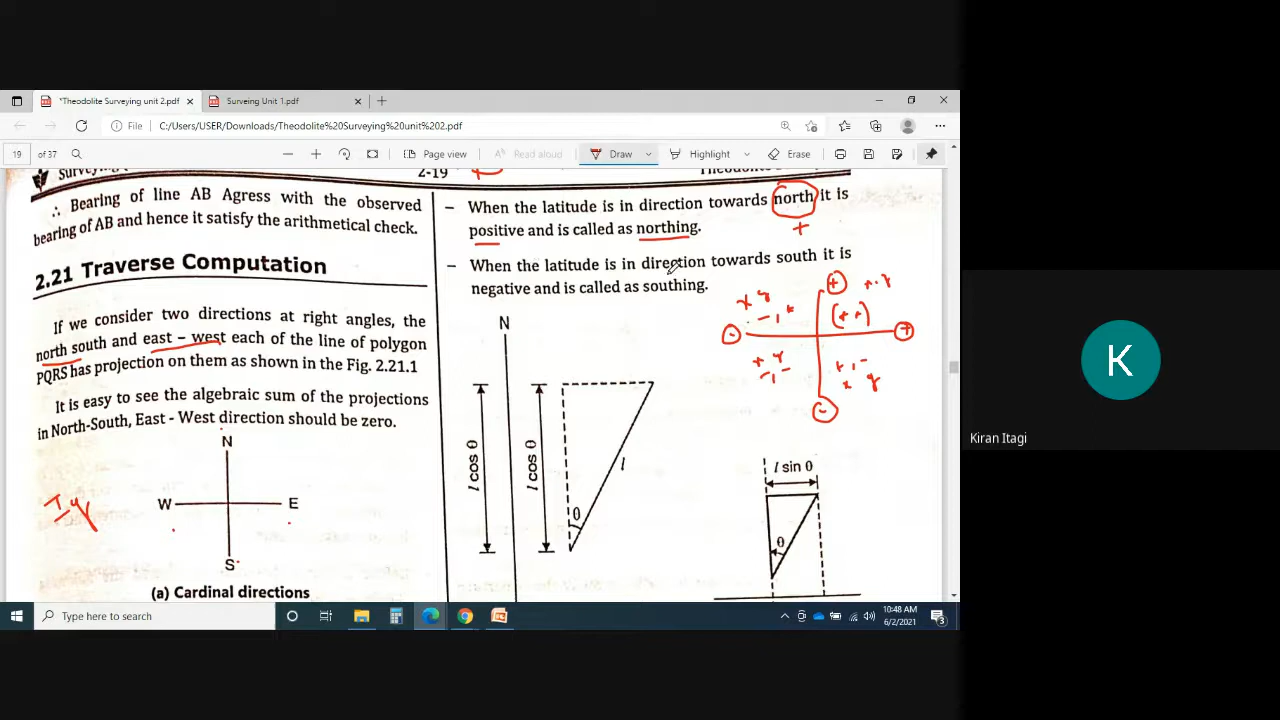 *Theodolite Surveying unit 2.pdf
Surveing Unit 1.pdf
File
C:/Users/USER/Downloads/Theodolite%20Surveying%20unit%202.pdf
19 of 37
Page view
Read aloud
Draw
Highlight
Erase
2-19
∴ Bearing of line AB Agress with the observed
bearing of AB and hence it satisfy the arithmetical check.
2.21 Traverse Computation
If we consider two directions at right angles, the
north south and east – west each of the line of polygon
PQRS has projection on them as shown in the Fig. 2.21.1
It is easy to see the algebraic sum of the projections
in North-South, East - West direction should be zero.
N
W
E
S
(a) Cardinal directions
– When the latitude is in direction towards north it is
positive and is called as northing.
+
– When the latitude is in direction towards south it is
negative and is called as southing.
N
l cos θ
l cos θ
θ
l
+
x y
-, +
(+ +)
-
+
-, -
+, -
x y
-
l sin θ
θ
K
Kiran Itagi
Type here to search
10:48 AM
6/2/2021
3